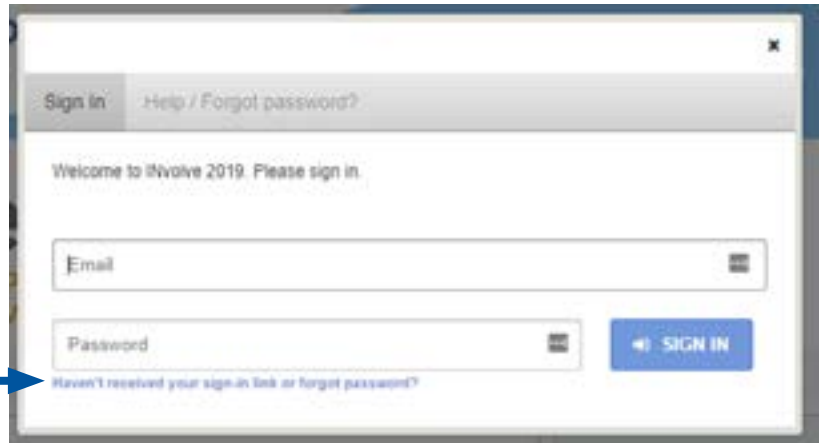 Sign In
Help / Forgot password?
Welcome to INvolve 2019. Please sign in.
Email
Password
SIGN IN
Haven't received your sign-in link or forgot password?